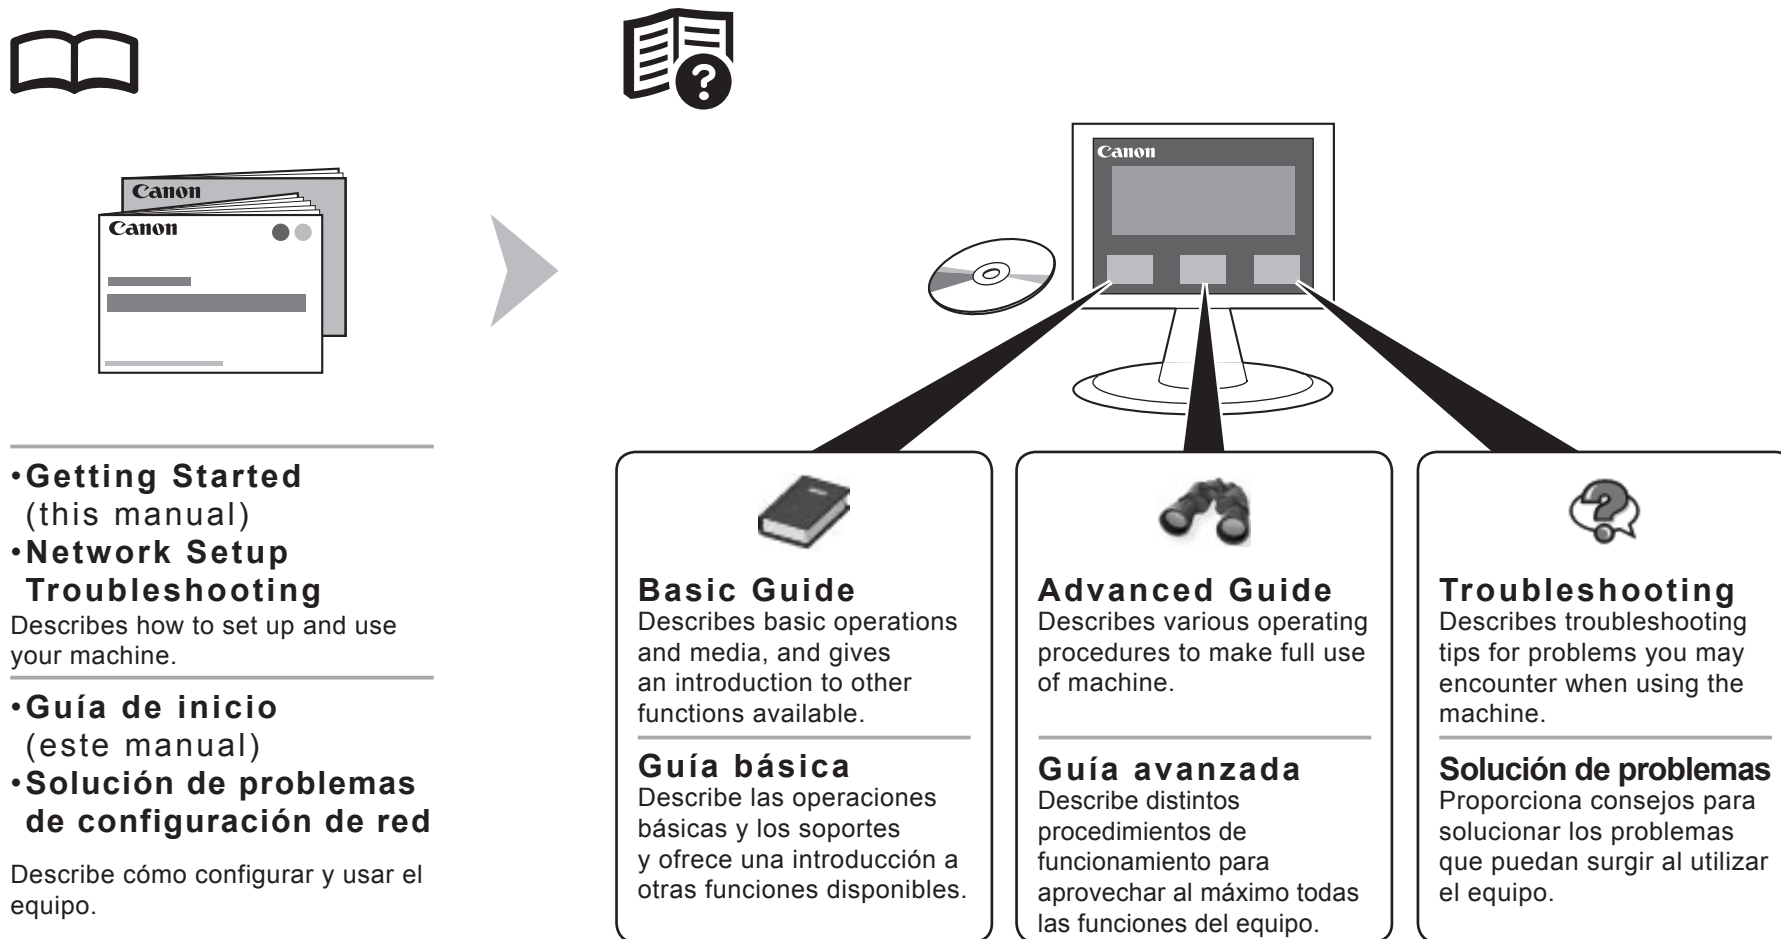 Canon
Canon
•Getting Started
(this manual)
•Network Setup
Troubleshooting
Describes how to set up and use
your machine.
•Guía de inicio
(este manual)
•Solución de problemas
de configuración de red
Describe cómo configurar y usar el
equipo.
?
Canon
Basic Guide
Describes basic operations
and media, and gives
an introduction to other
functions available.
Guía básica
Describe las operaciones
básicas y los soportes
y ofrece una introducción a
otras funciones disponibles.
Advanced Guide
Describes various operating
procedures to make full use
of machine.
Guía avanzada
Describe distintos
procedimientos de
funcionamiento para
aprovechar al máximo todas
las funciones del equipo.
?
Troubleshooting
Describes troubleshooting
tips for problems you may
encounter when using the
machine.
Solución de problemas
Proporciona consejos para
solucionar los problemas
que puedan surgir al utilizar
el equipo.